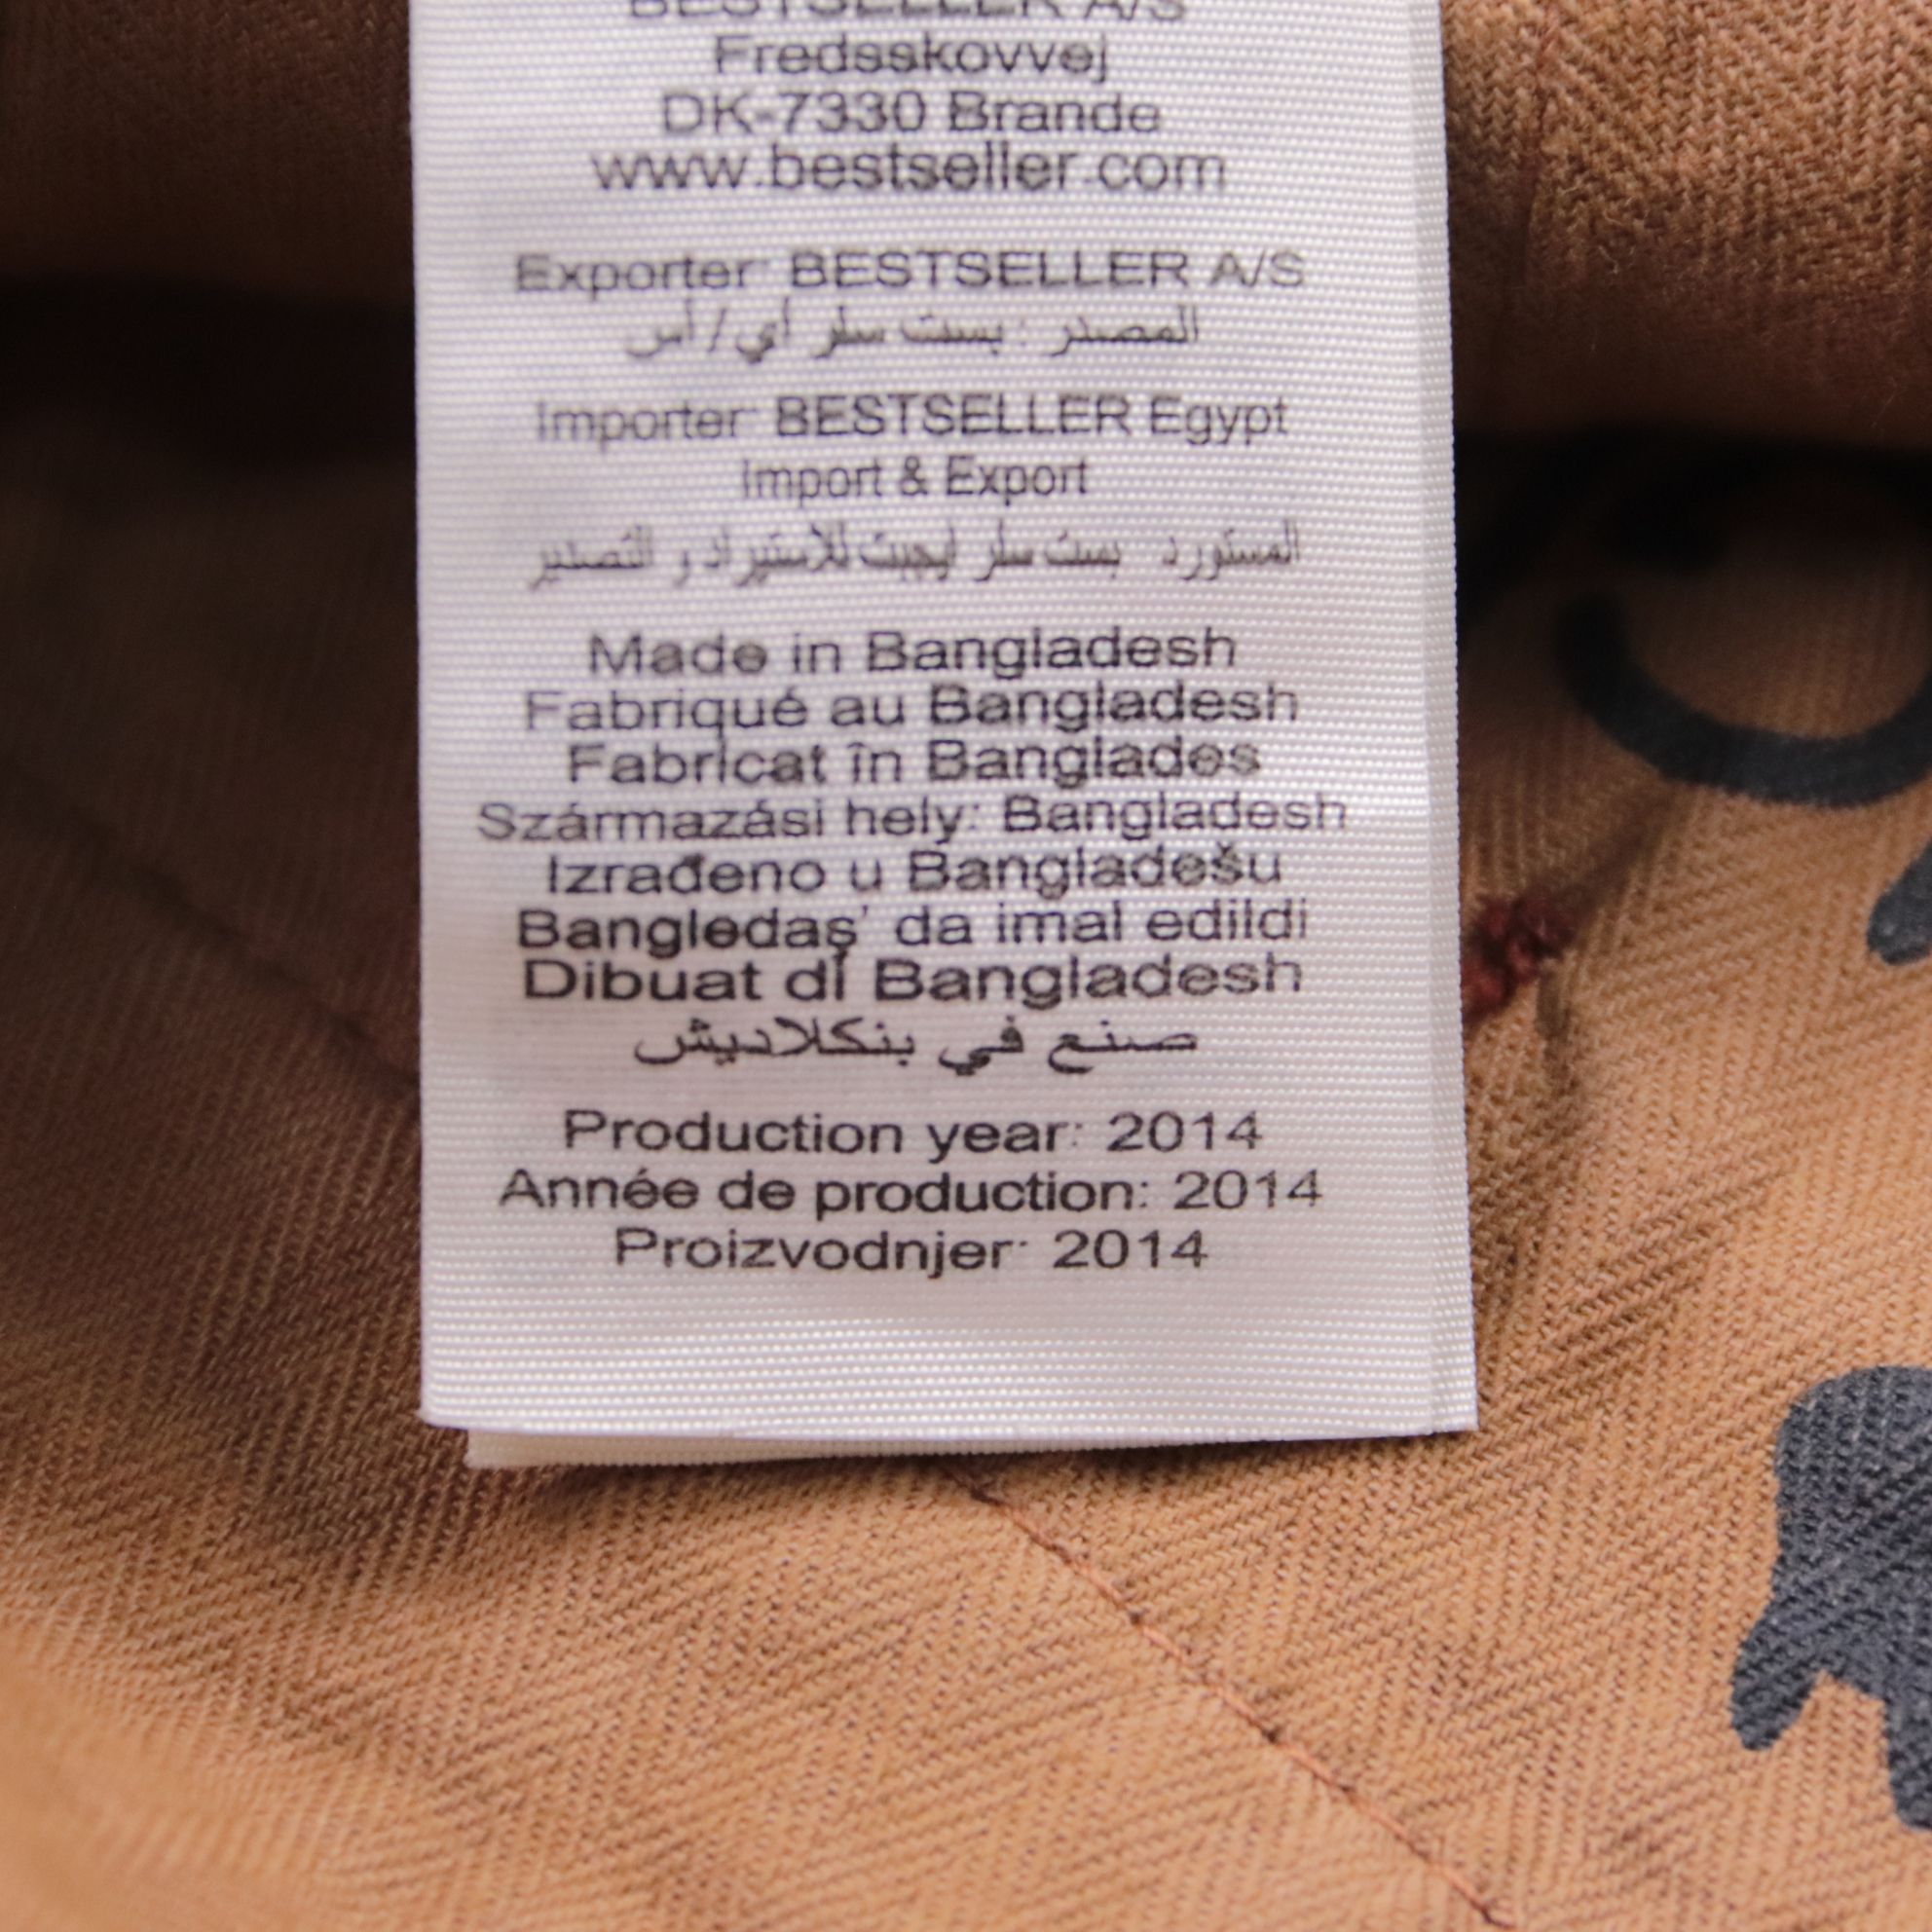 BESTSELLER A/S
Fredsskovvej
DK-7330 Brande
www.bestseller.com
Exporter: BESTSELLER A/S
المصدر : بست سلر أي / أس
Importer: BESTSELLER Egypt
Import & Export
المستورد : بست سلر ايجبت للاستيراد و التصدير
Made in Bangladesh
Fabriqué au Bangladesh
Fabricat în Banglades
Származási hely: Bangladesh
Izrađeno u Bangladešu
Bangledaş' da imal edildi
Dibuat di Bangladesh
صنع في بنكلاديش
Production year: 2014
Année de production: 2014
Proizvodnjer: 2014